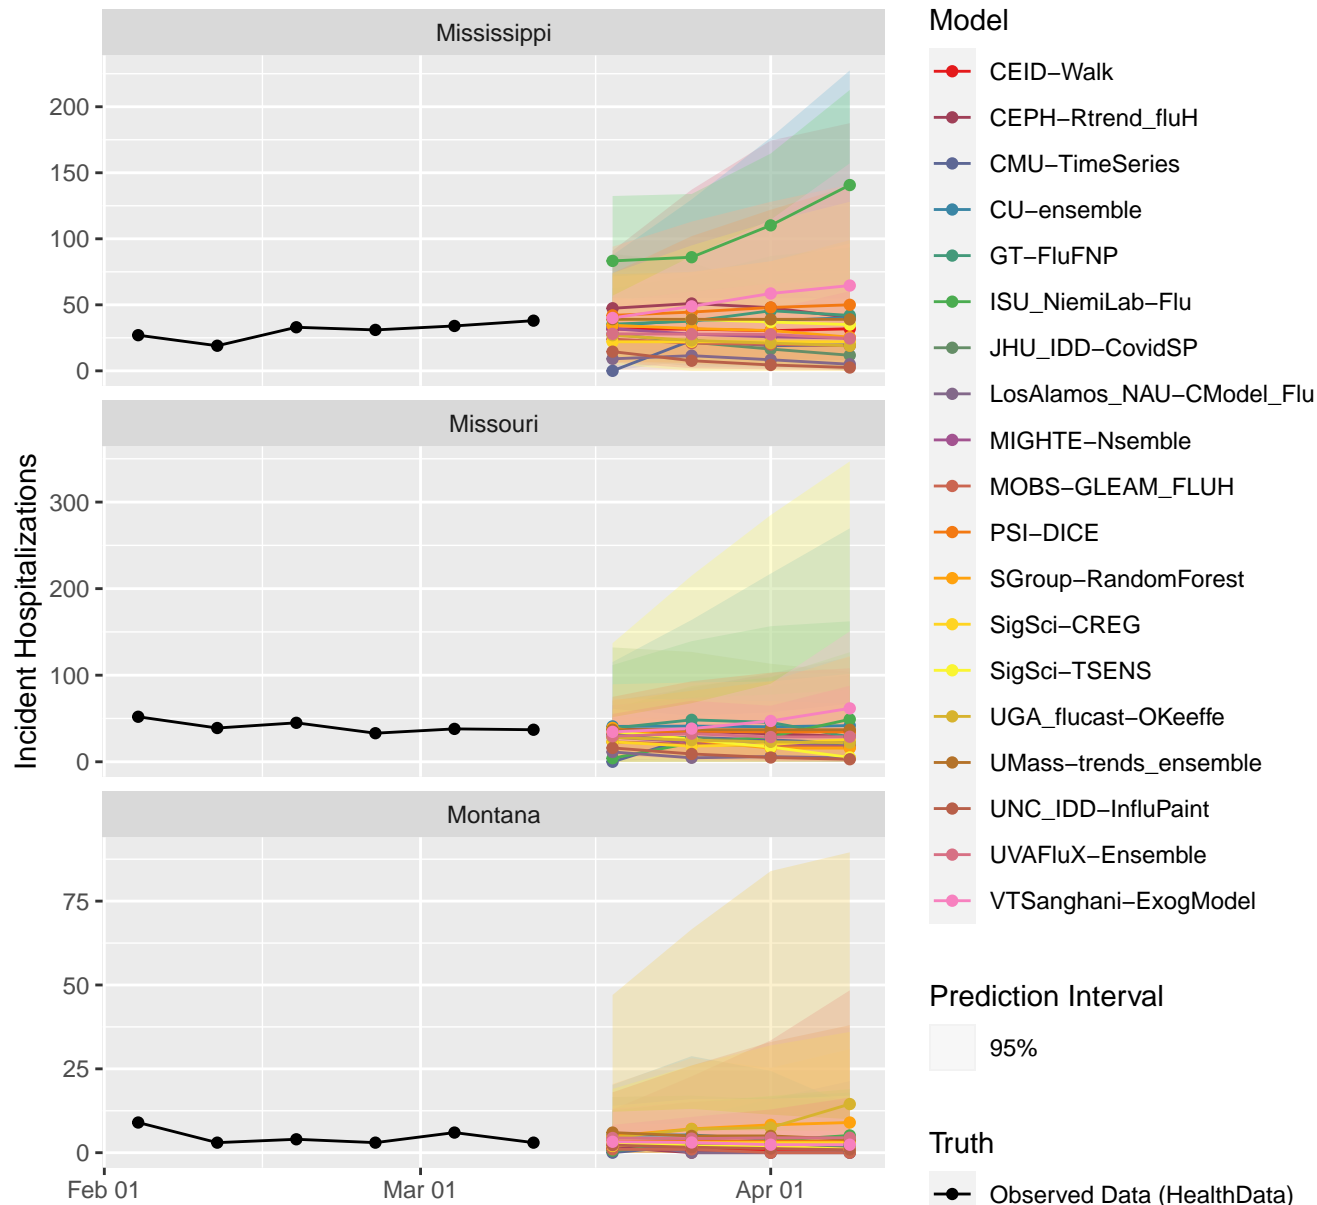 Mississippi
200
150
100
50
0
Missouri
300
200
100
0
Montana
75
50
25
0
Feb 01
Mar 01
Apr 01
Incident Hospitalizations
Model
CEID−Walk
CEPH−Rtrend_fluH
CMU−TimeSeries
CU−ensemble
GT−FluFNP
ISU_NiemiLab−Flu
JHU_IDD−CovidSP
LosAlamos_NAU−CModel_Flu
MIGHTE−Nsemble
MOBS−GLEAM_FLUH
PSI−DICE
SGroup−RandomForest
SigSci−CREG
SigSci−TSENS
UGA_flucast−OKeeffe
UMass−trends_ensemble
UNC_IDD−InfluPaint
UVAFluX−Ensemble
VTSanghani−ExogModel
Prediction Interval
95%
Truth
Observed Data (HealthData)